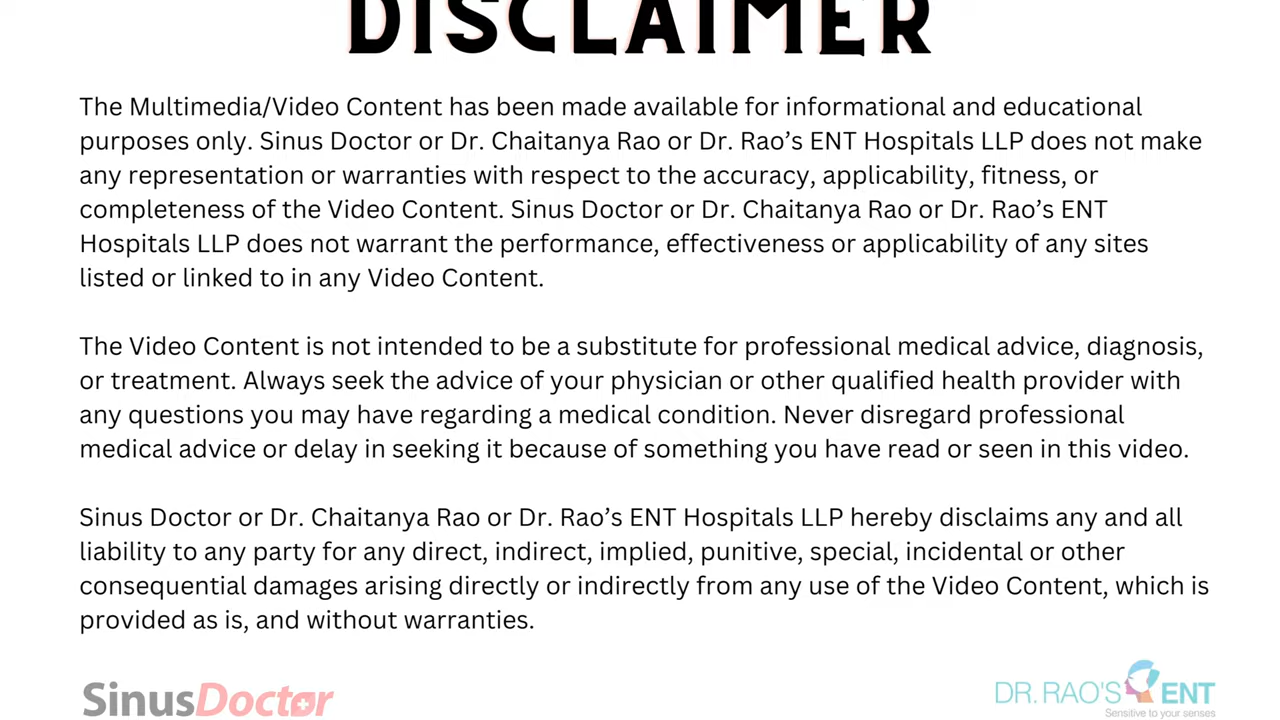 DISCLAIMER
The Multimedia/Video Content has been made available for informational and educational
purposes only. Sinus Doctor or Dr. Chaitanya Rao or Dr. Rao’s ENT Hospitals LLP does not make
any representation or warranties with respect to the accuracy, applicability, fitness, or
completeness of the Video Content. Sinus Doctor or Dr. Chaitanya Rao or Dr. Rao’s ENT
Hospitals LLP does not warrant the performance, effectiveness or applicability of any sites
listed or linked to in any Video Content.
The Video Content is not intended to be a substitute for professional medical advice, diagnosis,
or treatment. Always seek the advice of your physician or other qualified health provider with
any questions you may have regarding a medical condition. Never disregard professional
medical advice or delay in seeking it because of something you have read or seen in this video.
Sinus Doctor or Dr. Chaitanya Rao or Dr. Rao’s ENT Hospitals LLP hereby disclaims any and all
liability to any party for any direct, indirect, implied, punitive, special, incidental or other
consequential damages arising directly or indirectly from any use of the Video Content, which is
provided as is, and without warranties.
SinusDoctor
DR. RAO'S ENT
Sensitive to your senses